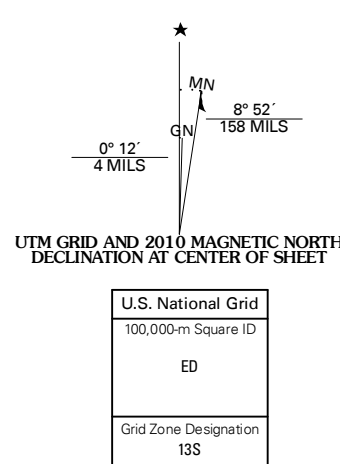 ★
MN
GN
8° 52´
158 MILS
0° 12´
4 MILS
UTM GRID AND 2010 MAGNETIC NORTH
DECLINATION AT CENTER OF SHEET
U.S. National Grid
100,000-m Square ID
ED
Grid Zone Designation
13S